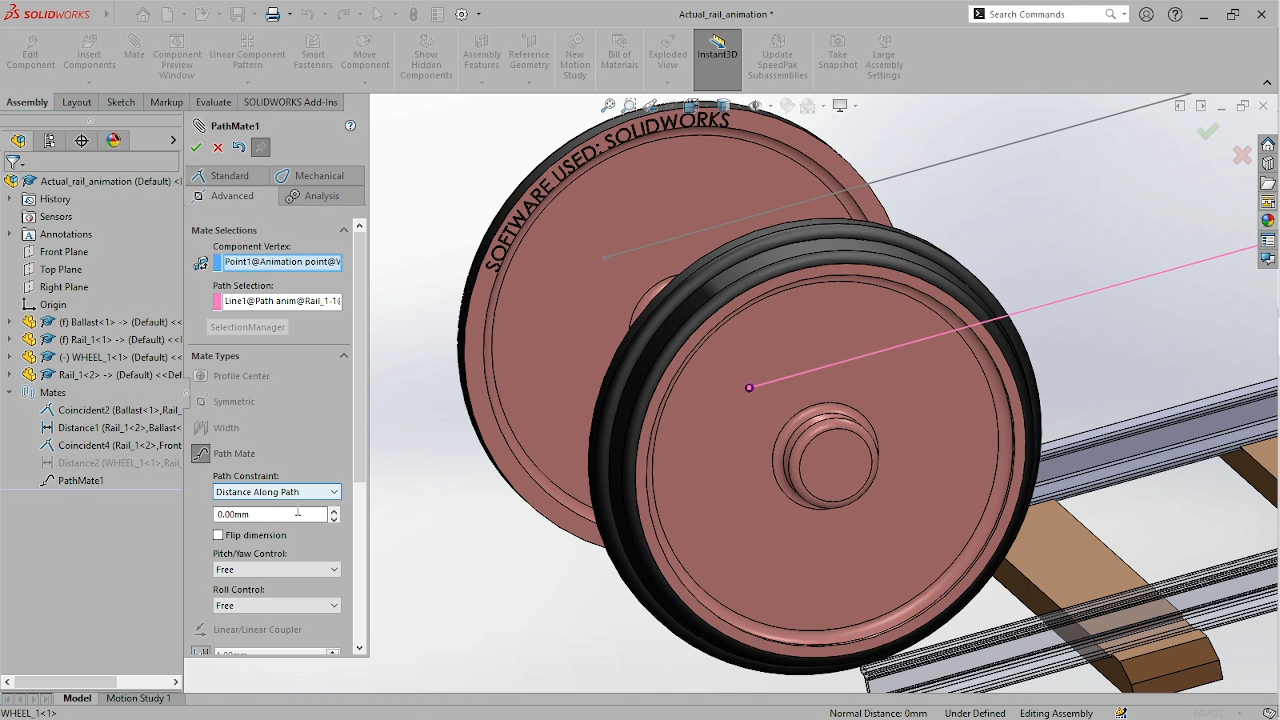 SOLIDWORKS
Actual_rail_animation *
Search Commands
Edit Component
Insert Components
Mate
Component Preview Window
Linear Component Pattern
Smart Fasteners
Move Component
Show Hidden Components
Assembly Features
Reference Geometry
New Motion Study
Bill of Materials
Exploded View
Instant3D
Update SpeedPak Subassemblies
Take Snapshot
Large Assembly Settings
Assembly
Layout
Sketch
Markup
Evaluate
SOLIDWORKS Add-Ins
Actual_rail_animation (Default) <
History
Sensors
Annotations
Front Plane
Top Plane
Right Plane
Origin
(f) Ballast<1> -> (Default) <<
(f) Rail_1<1> -> (Default) <<
(-) WHEEL_1<1> (Default) <<
Rail_1<2> -> (Default) <<Def
Mates
Coincident2 (Ballast<1>,Rail_
Distance1 (Rail_1<2>,Ballast<
Coincident4 (Rail_1<2>,Front
Distance2 (WHEEL_1<1>,Rail_
PathMate1
PathMate1
Standard
Mechanical
Advanced
Analysis
Mate Selections
Component Vertex:
Point1@Animation point@V
Path Selection:
Line1@Path anim@Rail_1-1@
SelectionManager
Mate Types
Profile Center
Symmetric
Width
Path Mate
Path Constraint:
Distance Along Path
0.00mm
Flip dimension
Pitch/Yaw Control:
Free
Roll Control:
Free
Linear/Linear Coupler
SOFTWARE USED: SOLIDWORKS
Model
Motion Study 1
WHEEL_1<1>
Normal Distance: 0mm
Under Defined
Editing Assembly
MMGS